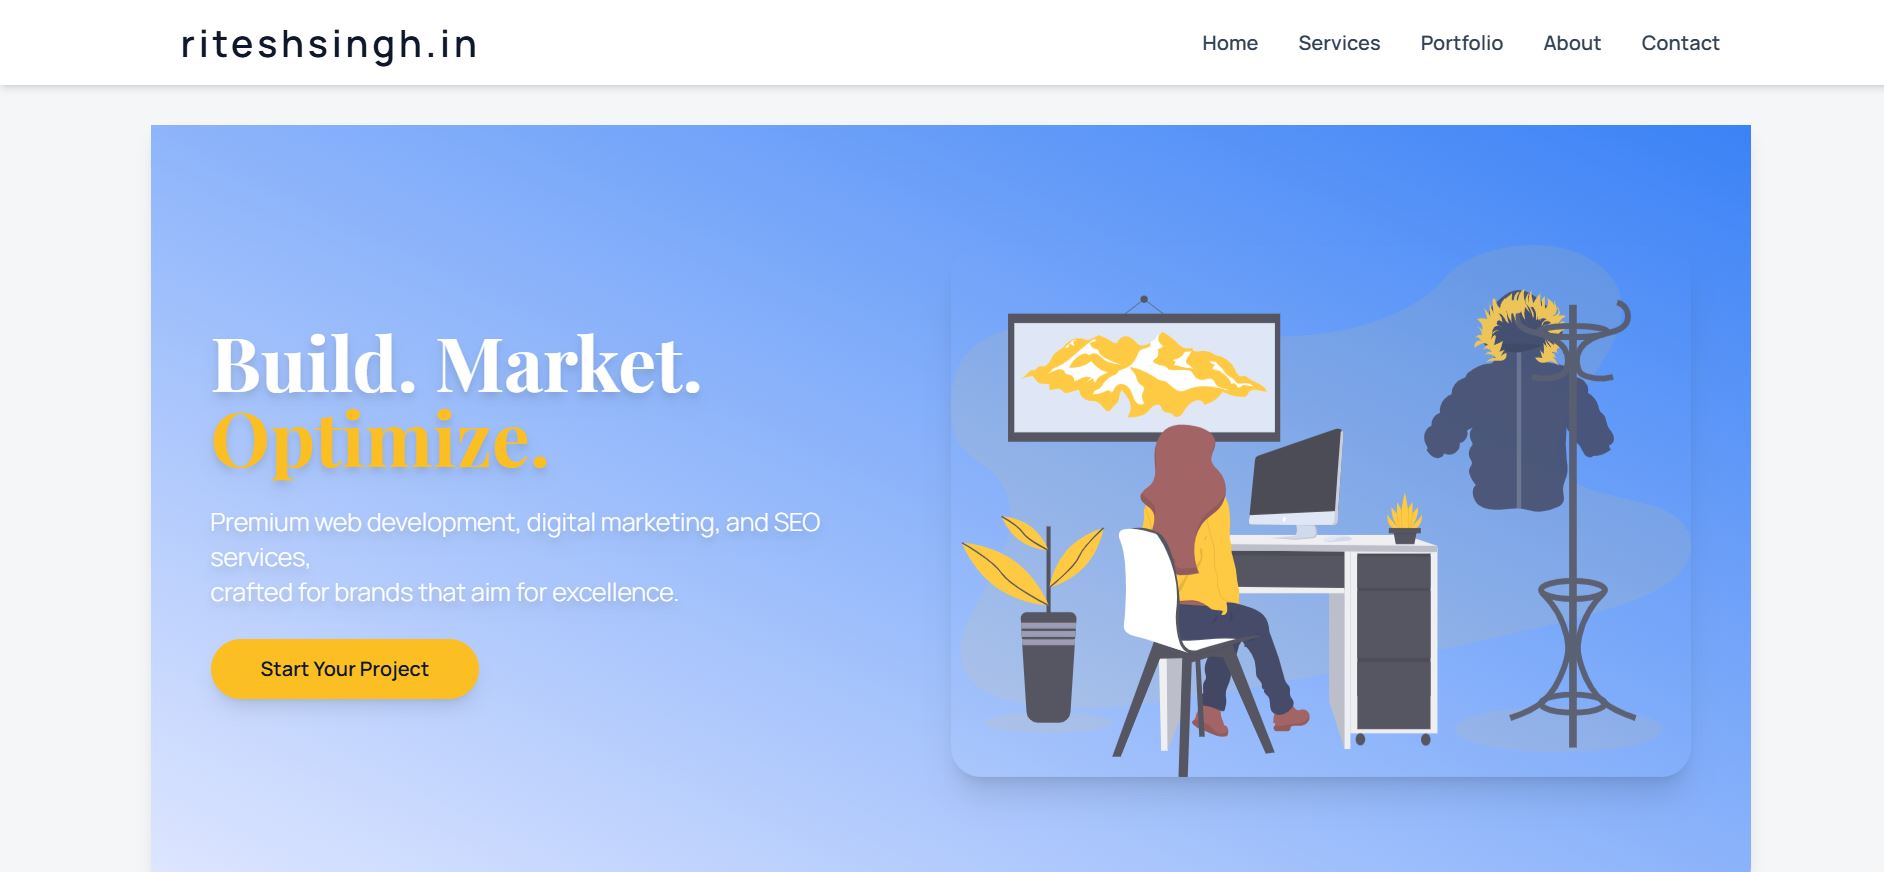 riteshsingh.in
Home Services Portfolio About Contact
Build. Market.
Optimize.
Premium web development, digital marketing, and SEO
services,
crafted for brands that aim for excellence.
Start Your Project